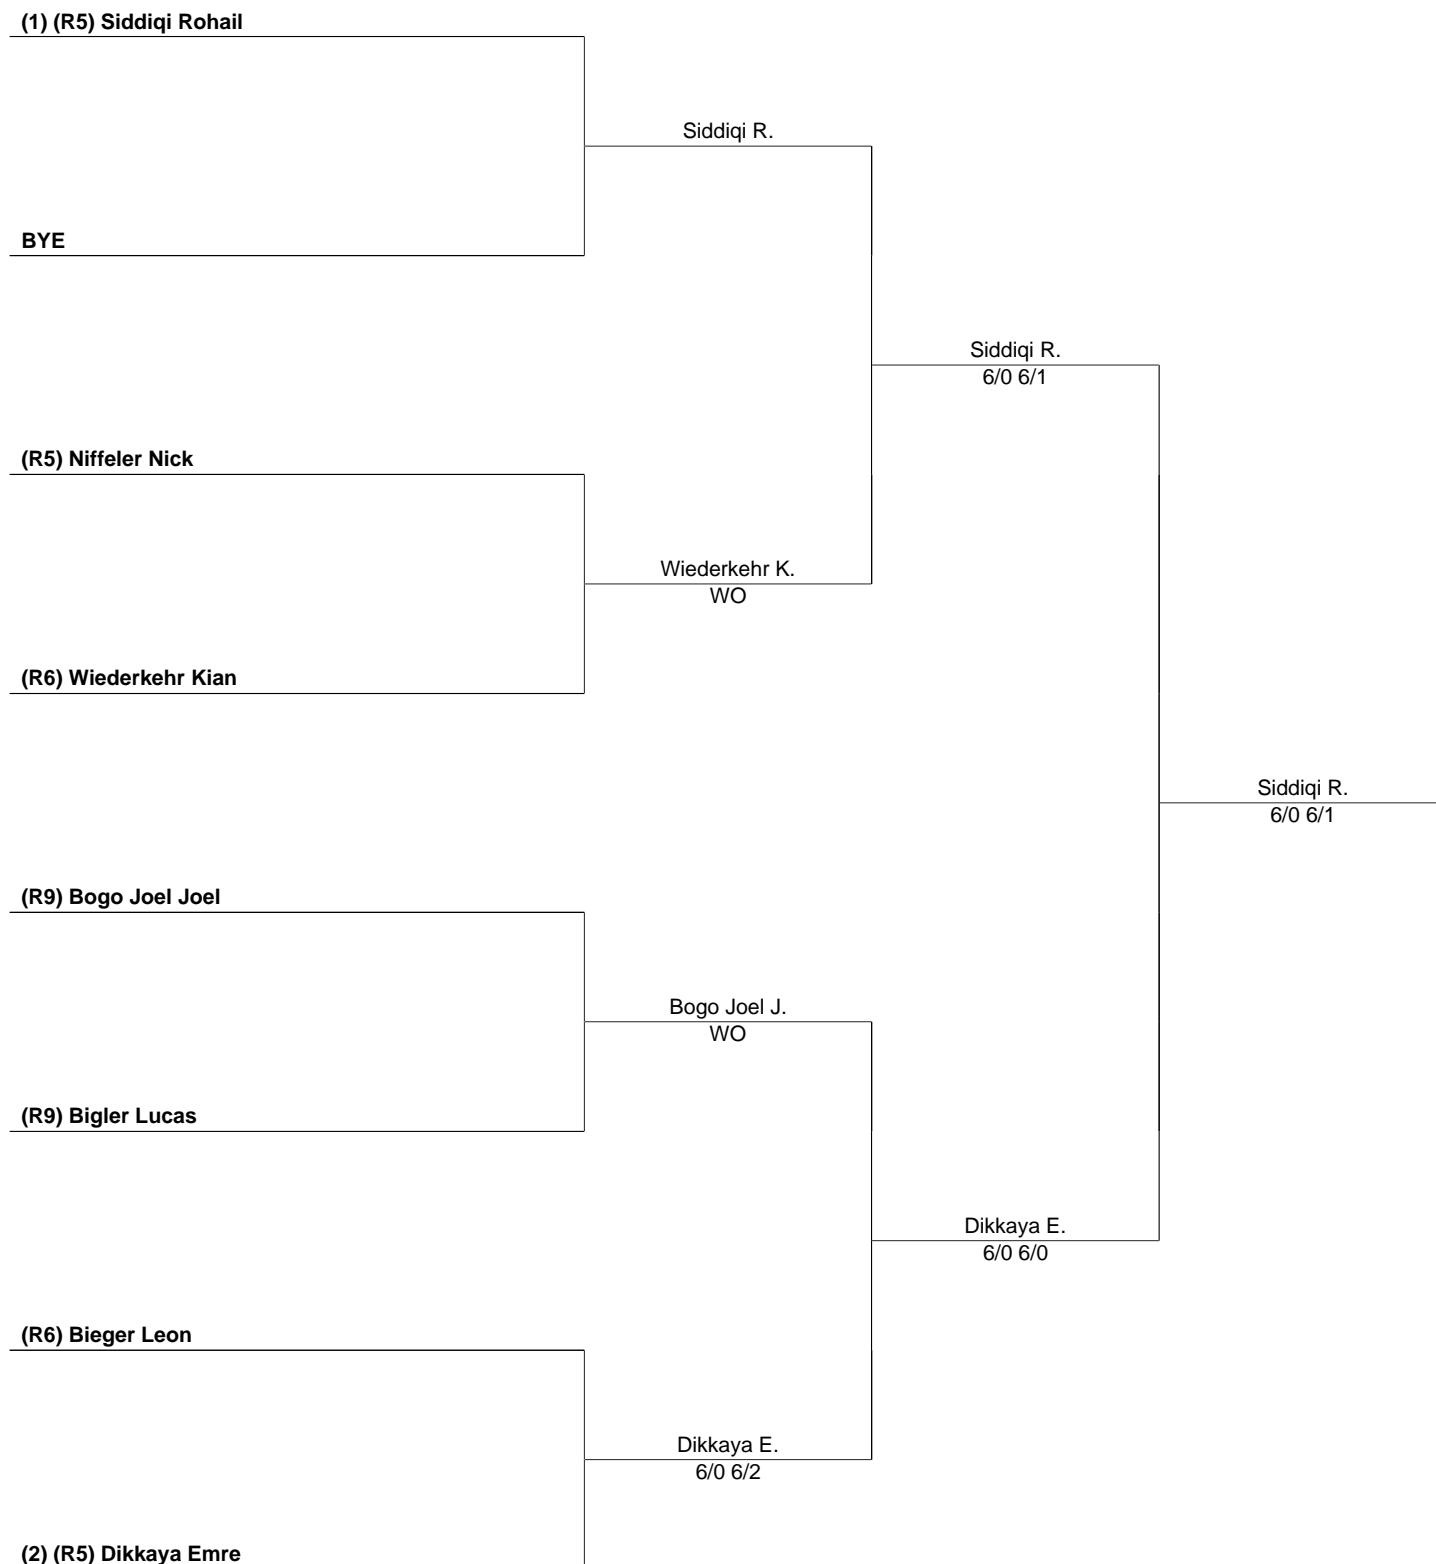 (1) (R5) Siddiqi Rohail
Siddiqi R.
BYE
Siddiqi R.
6/0 6/1
(R5) Niffeler Nick
Wiederkehr K.
WO
(R6) Wiederkehr Kian
Siddiqi R.
6/0 6/1
(R9) Bogo Joel Joel
Bogo Joel J.
WO
(R9) Bigler Lucas
Dikkaya E.
6/0 6/0
(R6) Bieger Leon
Dikkaya E.
6/0 6/2
(2) (R5) Dikkaya Emre